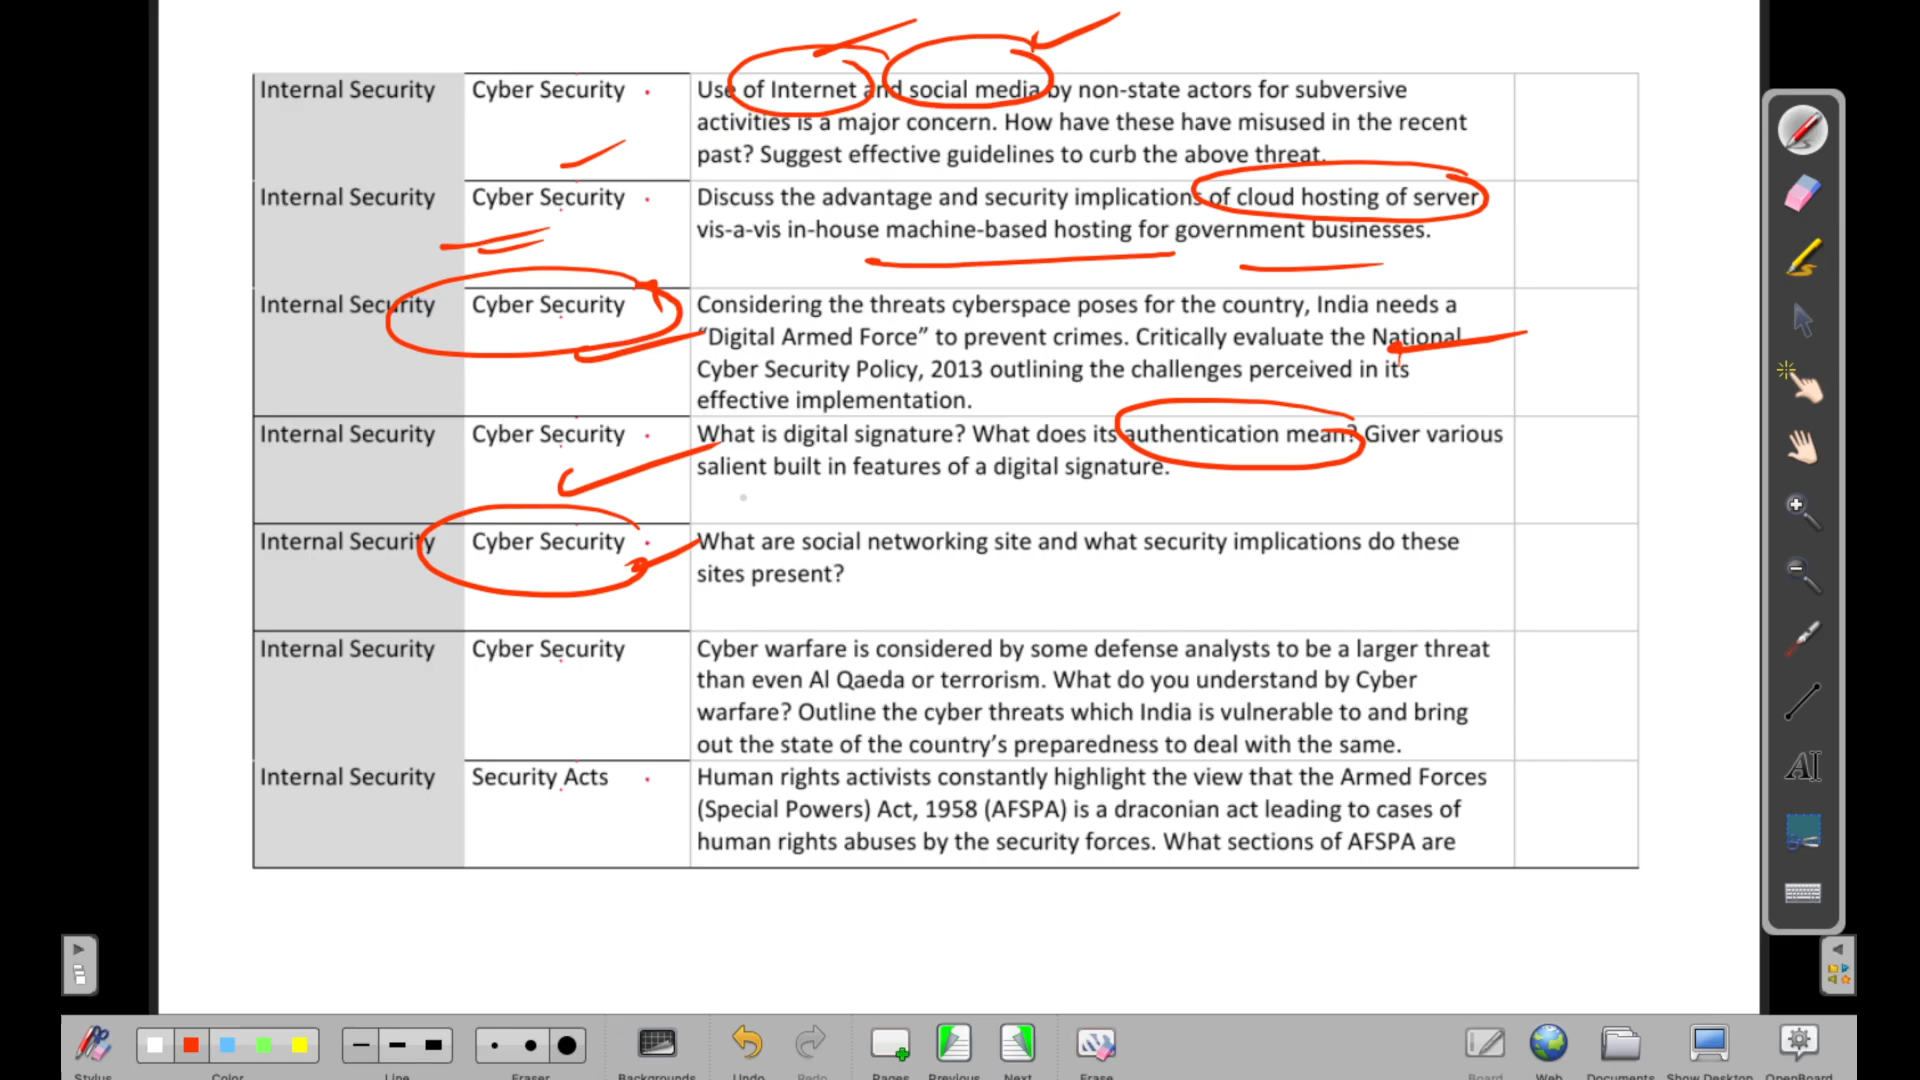 Internal Security Cyber Security Use of Internet and social media by non-state actors for subversive
activities is a major concern. How have these have misused in the recent
past? Suggest effective guidelines to curb the above threat.
Internal Security Cyber Security Discuss the advantage and security implications of cloud hosting of server
vis-a-vis in-house machine-based hosting for government businesses.
Internal Security Cyber Security Considering the threats cyberspace poses for the country, India needs a
“Digital Armed Force” to prevent crimes. Critically evaluate the National
Cyber Security Policy, 2013 outlining the challenges perceived in its
effective implementation.
Internal Security Cyber Security What is digital signature? What does its authentication mean? Giver various
salient built in features of a digital signature.
Internal Security Cyber Security What are social networking site and what security implications do these
sites present?
Internal Security Cyber Security Cyber warfare is considered by some defense analysts to be a larger threat
than even Al Qaeda or terrorism. What do you understand by Cyber
warfare? Outline the cyber threats which India is vulnerable to and bring
out the state of the country’s preparedness to deal with the same.
Internal Security Security Acts Human rights activists constantly highlight the view that the Armed Forces
(Special Powers) Act, 1958 (AFSPA) is a draconian act leading to cases of
human rights abuses by the security forces. What sections of AFSPA are
AI
Stylus Color Line Eraser Backgrounds Undo Redo Pages Previous Next Erase Board Web Documents Show Desktop OpenBoard